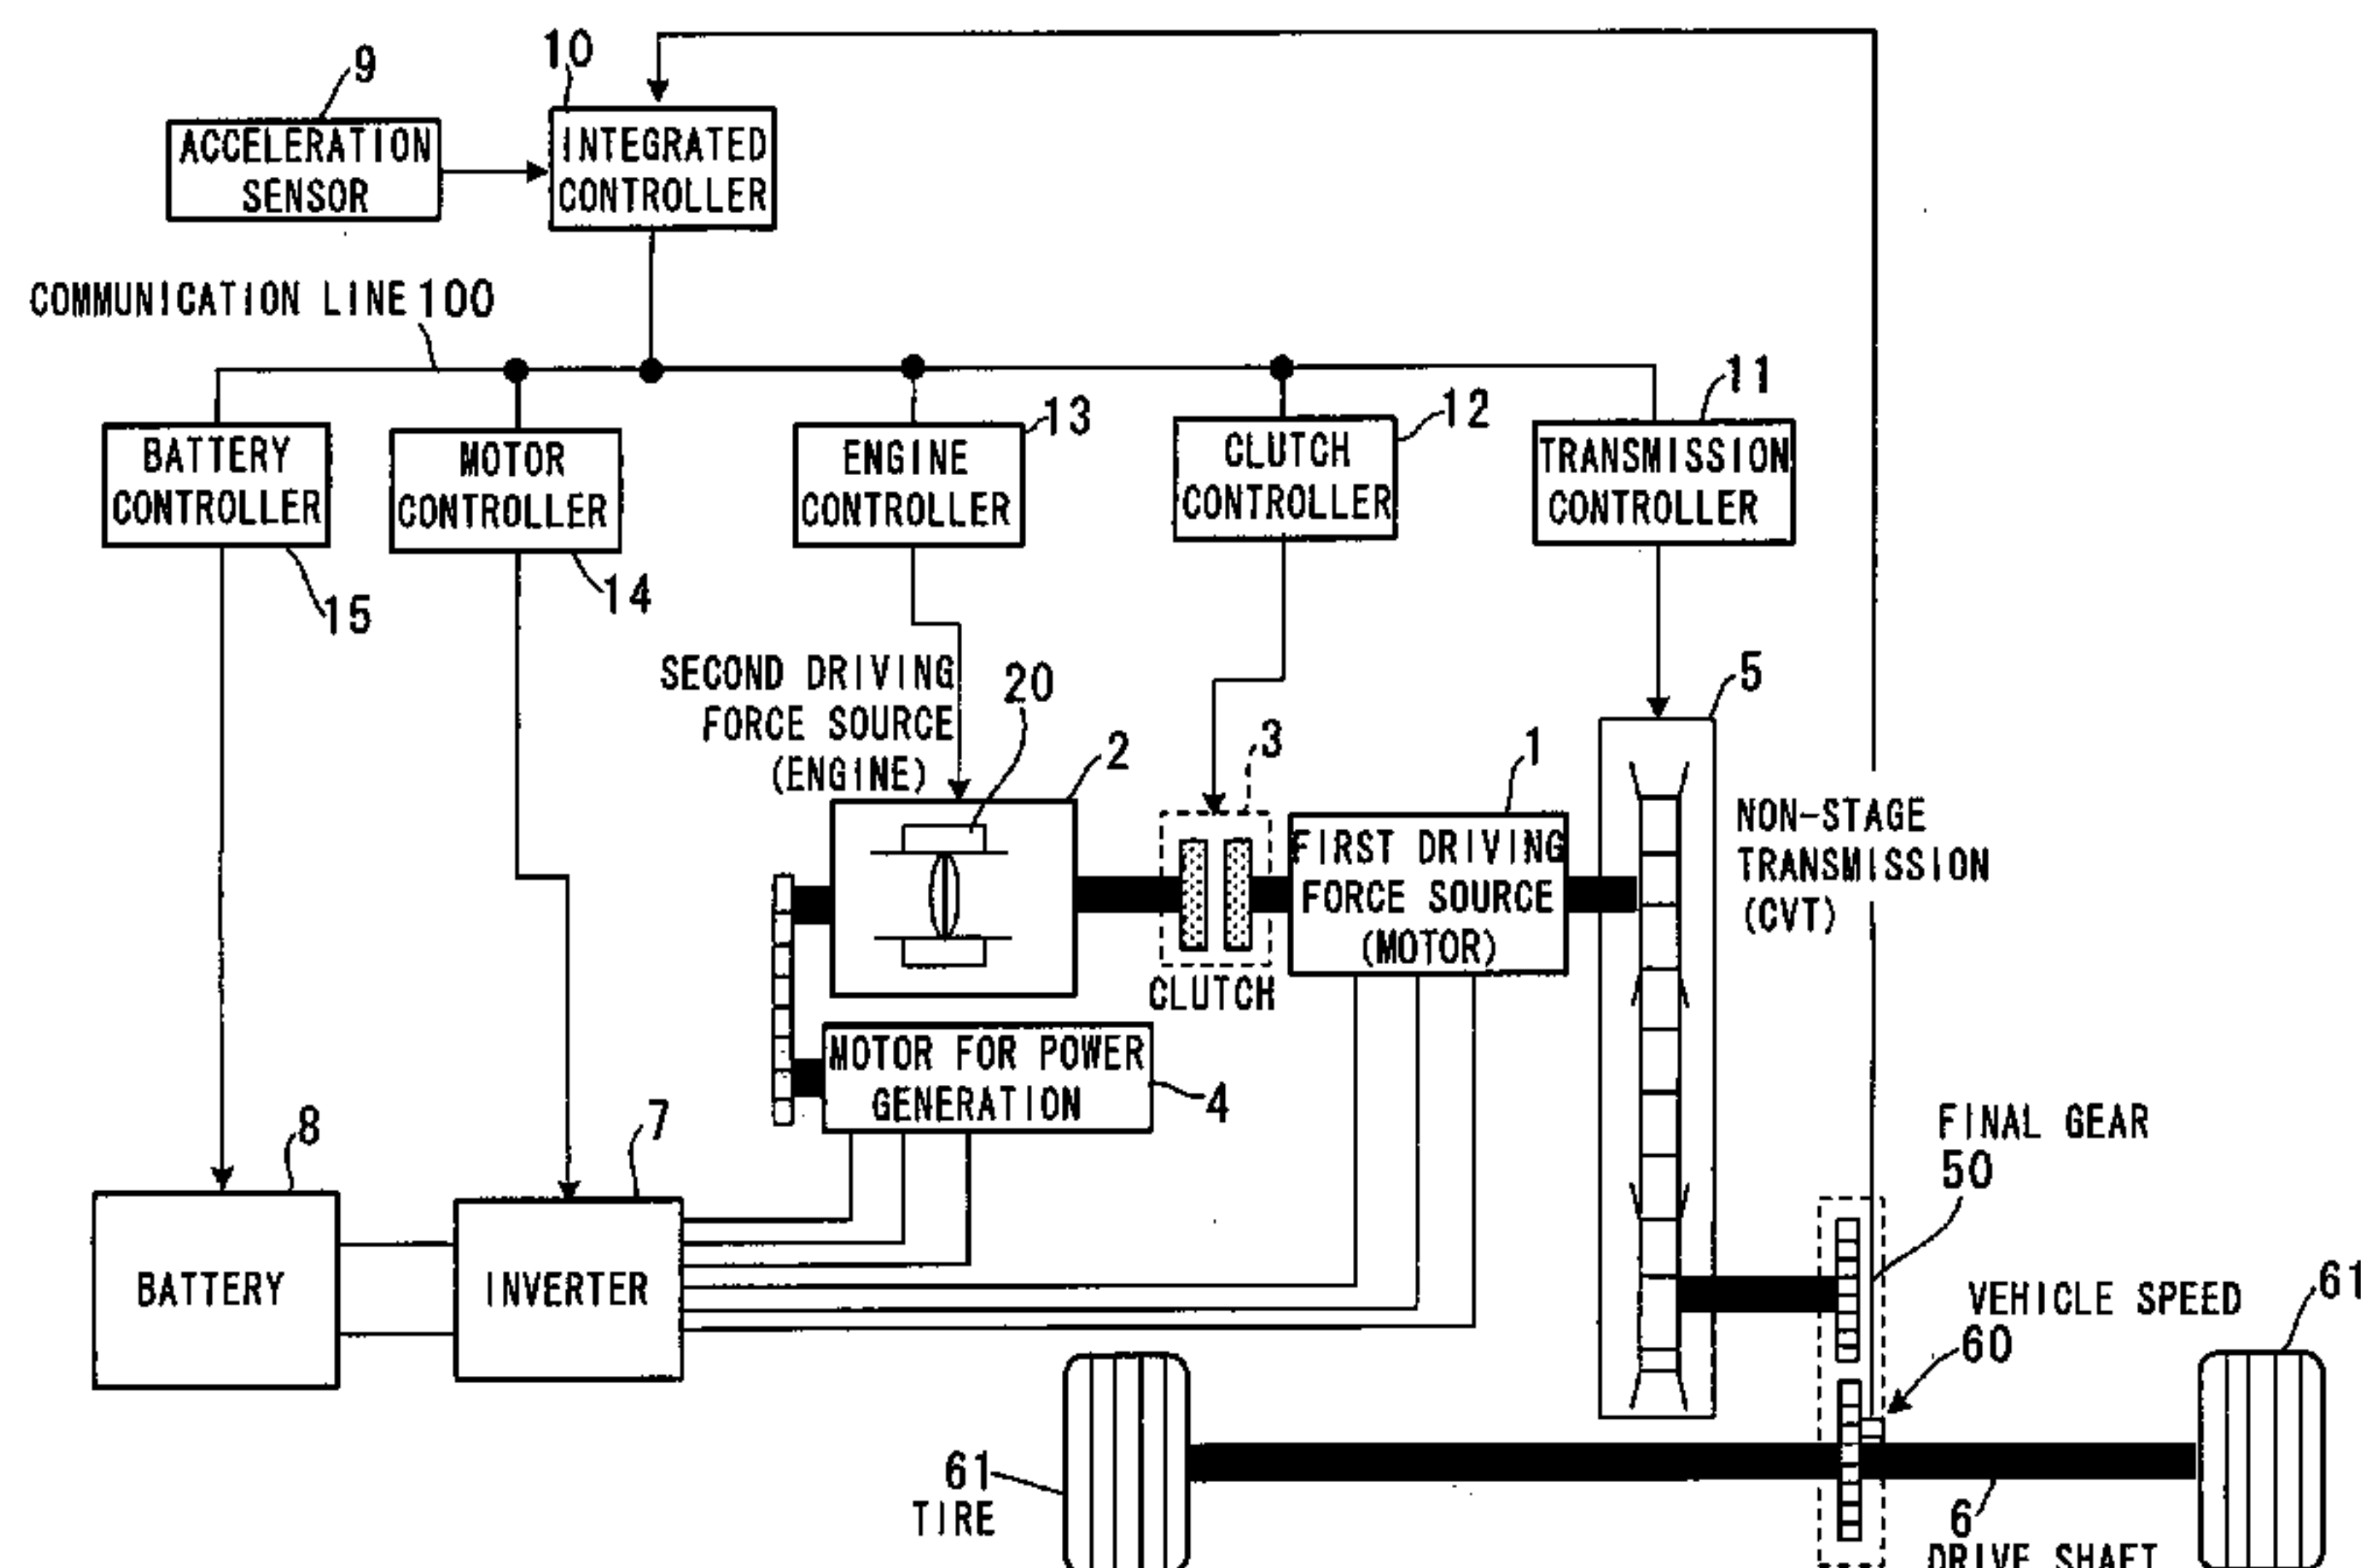 10
9
ACCELERATION
SENSOR
INTEGRATED
CONTROLLER
COMMUNICATION LINE 100
11
12
13
BATTERY
CONTROLLER
MOTOR
CONTROLLER
ENGINE
CONTROLLER
CLUTCH
CONTROLLER
TRANSMISSION
CONTROLLER
15
14
SECOND DRIVING
FORCE SOURCE
(ENGINE)
20
2
3
1
5
FIRST DRIVING
FORCE SOURCE
(MOTOR)
NON-STAGE
TRANSMISSION
(CVT)
CLUTCH
MOTOR FOR POWER
GENERATION
4
8
7
FINAL GEAR
50
BATTERY
INVERTER
VEHICLE SPEED
60
61
61
TIRE
6
DRIVE SHAFT